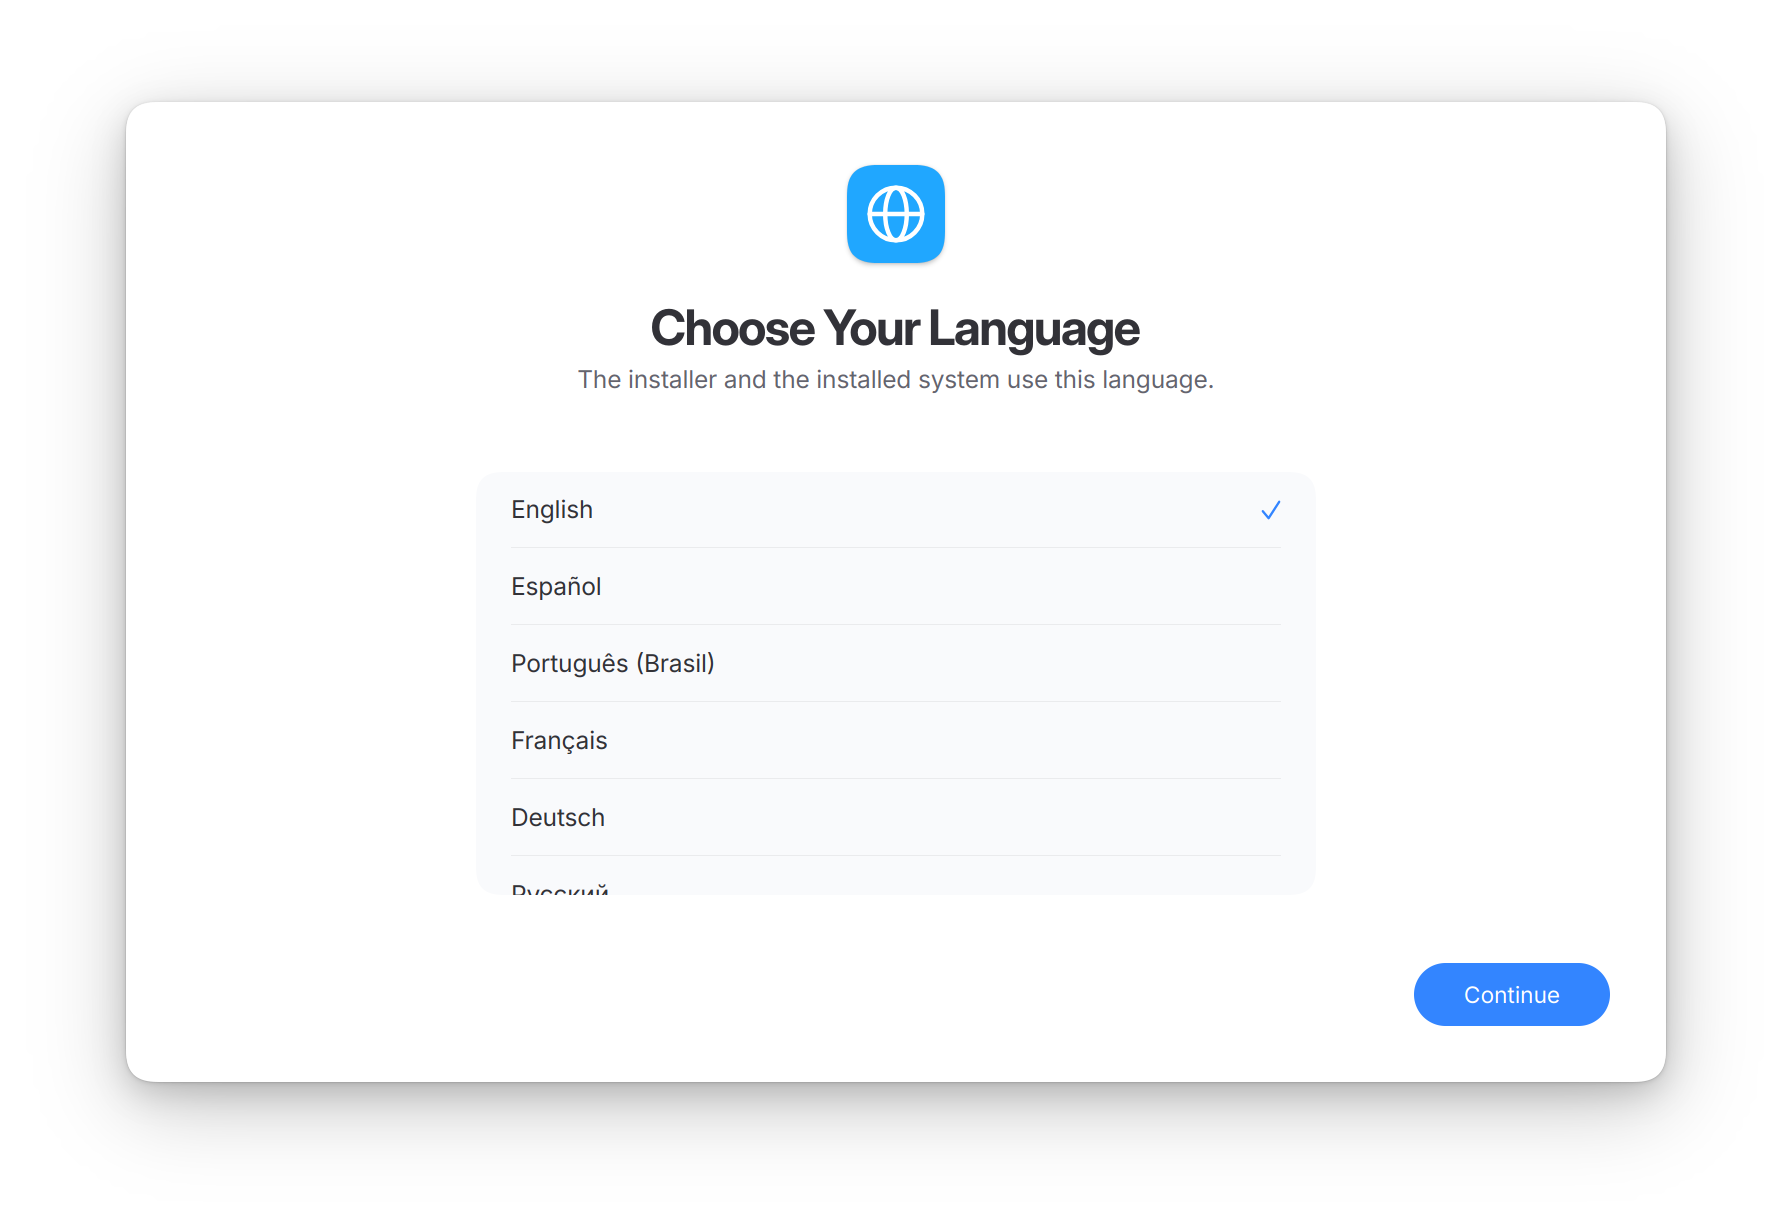 Choose Your Language
The installer and the installed system use this language.
English
Español
Português (Brasil)
Français
Deutsch
Русский
Continue